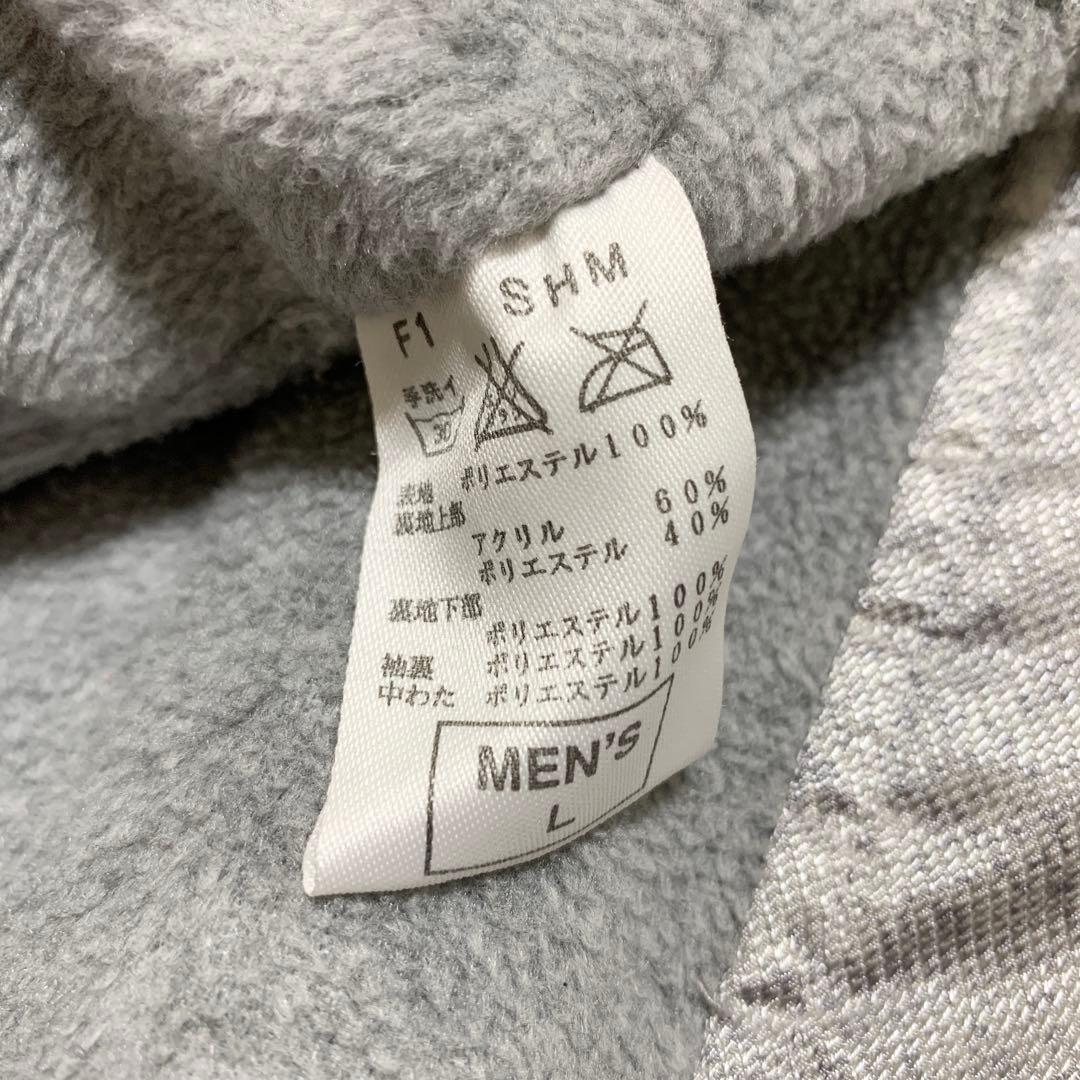 SHM
F1
手洗イ
30
表地 ポリエステル100%
裏地上部
アクリル 60%
ポリエステル 40%
裏地下部
ポリエステル100%
袖裏 ポリエステル100%
中わた ポリエステル100%
MEN'S
L